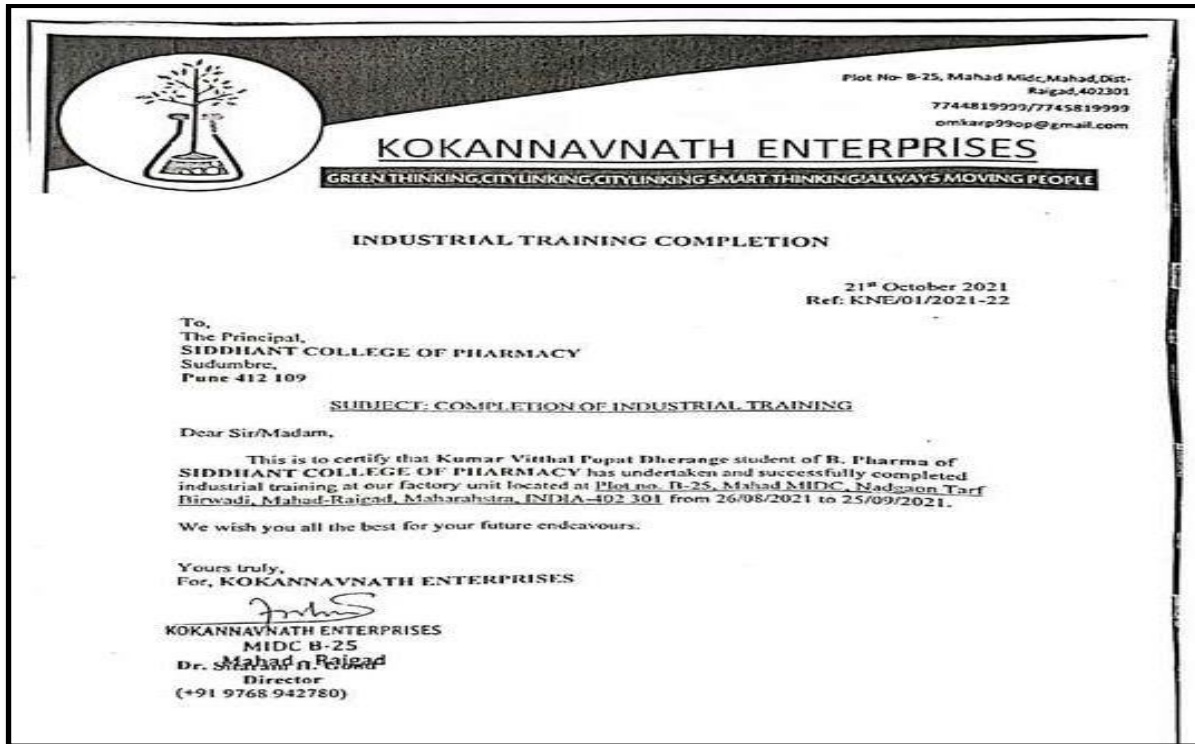 Plot No- B-25, Mahad Midc,Mahad,Dist-
Raigad,402301
7744819999/7745819999
omkarp99op@gmail.com
KOKANNAVNATH ENTERPRISES
GREEN THINKING,CITYLINKING,CITYLINKING SMART THINKING!ALWAYS MOVING PEOPLE
INDUSTRIAL TRAINING COMPLETION
21st October 2021
Ref: KNE/01/2021-22
To,
The Principal,
SIDDHANT COLLEGE OF PHARMACY
Sudumbre,
Pune 412 109
SUBJECT: COMPLETION OF INDUSTRIAL TRAINING
Dear Sir/Madam,
This is to certify that Kumar Vitthal Popat Dherange student of B. Pharma of
SIDDHANT COLLEGE OF PHARMACY has undertaken and successfully completed
industrial training at our factory unit located at Plot no. B-25, Mahad MIDC, Nadgaon Tarf
Birwadi, Mahad-Raigad, Maharahstra, INDIA-402 301 from 26/08/2021 to 25/09/2021.
We wish you all the best for your future endeavours.
Yours truly,
For, KOKANNAVNATH ENTERPRISES
KOKANNAVNATH ENTERPRISES
MIDC B-25
Mahad - Raigad
Dr.
Director
(+91 9768 942780)